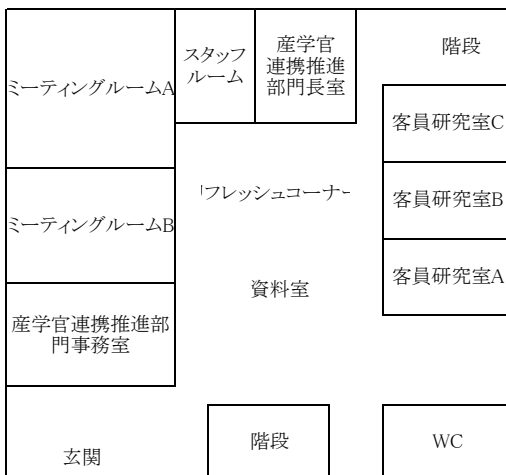 ミーティングルームA
スタッフ
ルーム
産学官
連携推進
部門長室
階段
客員研究室C
フレッシュコーナー
客員研究室B
ミーティングルームB
客員研究室A
資料室
産学官連携推進部
門事務室
玄関
階段
WC